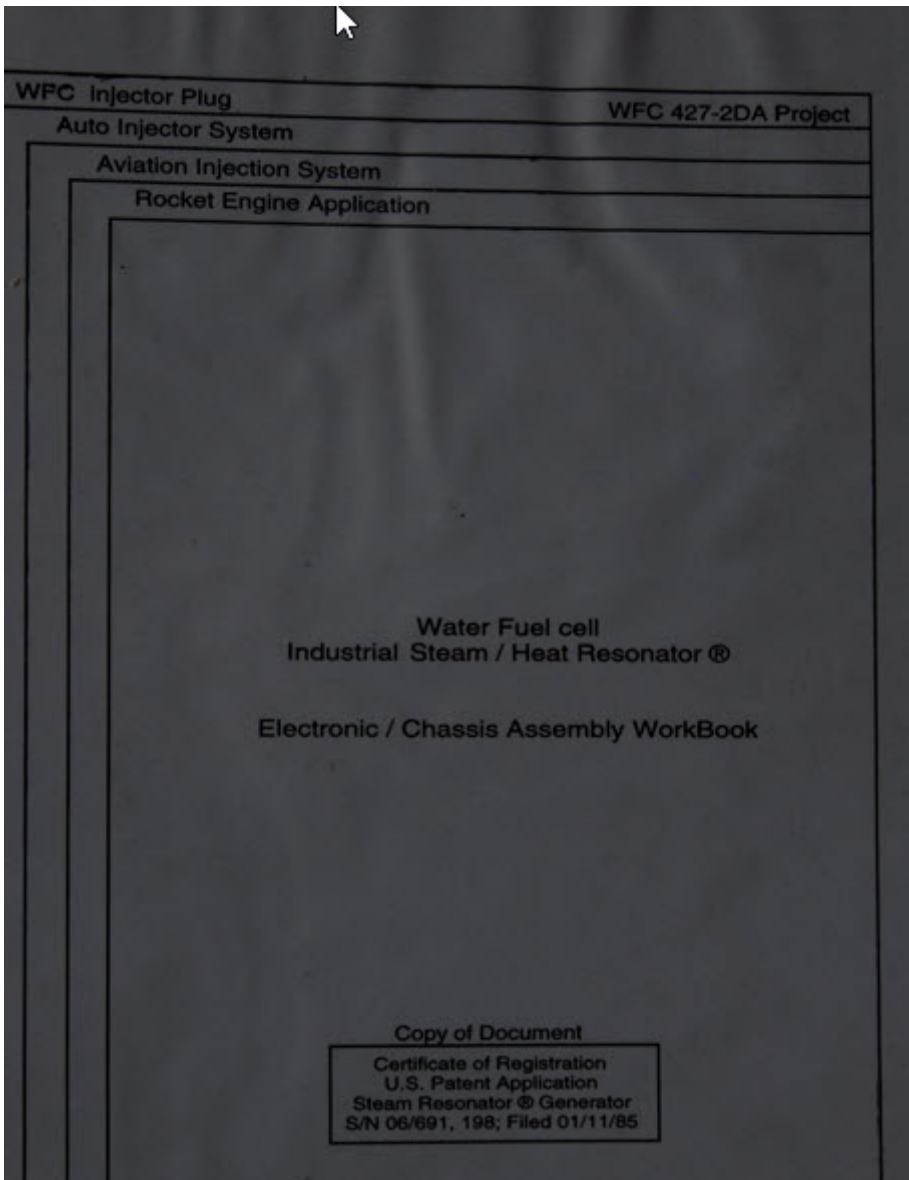 WFC Injector Plug
WFC 427-2DA Project
Auto Injector System
Aviation Injection System
Rocket Engine Application
Water Fuel cell
Industrial Steam / Heat Resonator ®
Electronic / Chassis Assembly WorkBook
Copy of Document
Certificate of Registration
U.S. Patent Application
Steam Resonator ® Generator
S/N 06/691, 198; Filed 01/11/85